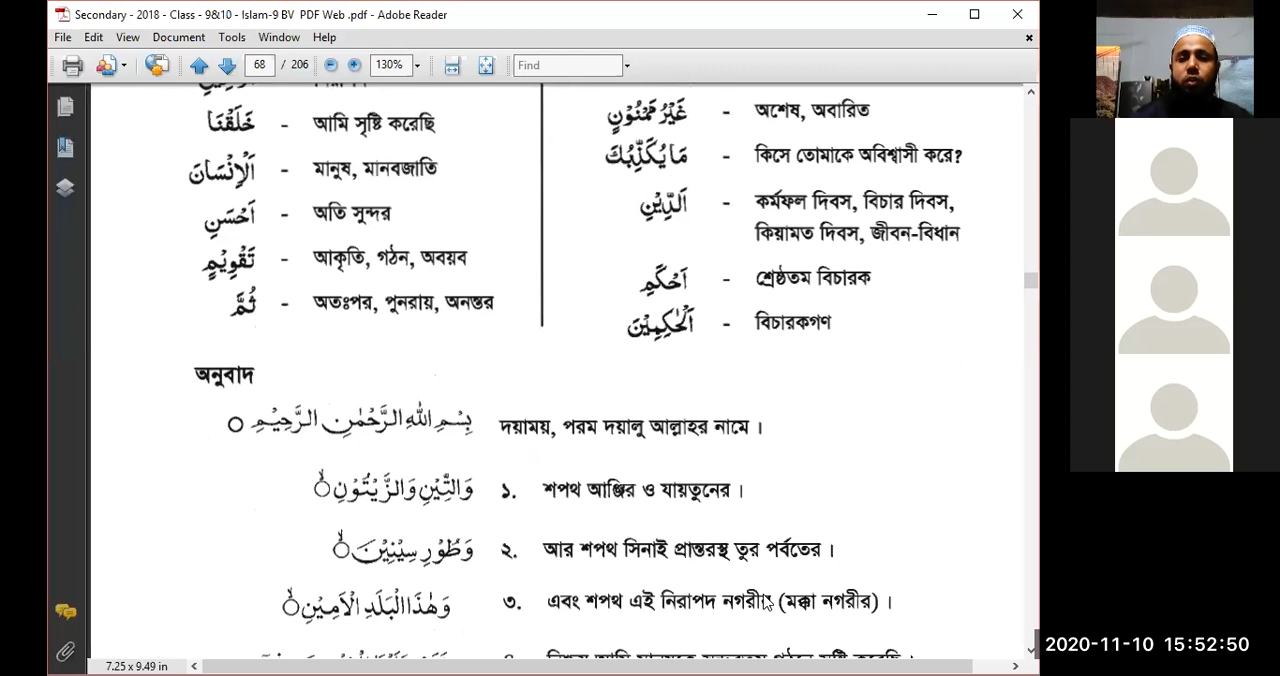 Secondary - 2018 - Class - 9&10 - Islam-9 BV PDF Web .pdf - Adobe Reader
File Edit View Document Tools Window Help
68 / 206 130% Find
خَلَقْنَا - আমি সৃষ্টি করেছি
اَلْاِنْسَانَ - মানুষ, মানবজাতি
اَحْسَنِ - অতি সুন্দর
تَقْوِيْمٍ - আকৃতি, গঠন, অবয়ব
ثُمَّ - অতঃপর, পুনরায়, অনন্তর
غَيْرُ مَمْنُوْنٍ - অশেষ, অবারিত
مَا يُكَذِّبُكَ - কিসে তোমাকে অবিশ্বাসী করে?
اَلدِّيْنِ - কর্মফল দিবস, বিচার দিবস,
কিয়ামত দিবস, জীবন-বিধান
اَحْكَمِ - শ্রেষ্ঠতম বিচারক
اَلْحٰكِمِيْنَ - বিচারকগণ
অনুবাদ
بِسْمِ اللهِ الرَّحْمٰنِ الرَّحِيْمِ ○ দয়াময়, পরম দয়ালু আল্লাহর নামে।
وَالتِّيْنِ وَالزَّيْتُوْنِ ○ ১. শপথ আঞ্জির ও যায়তুনের।
وَطُوْرِ سِيْنِيْنَ ○ ২. আর শপথ সিনাই প্রান্তরস্থ তুর পর্বতের।
وَهٰذَا الْبَلَدِ الْاَمِيْنِ ○ ৩. এবং শপথ এই নিরাপদ নগরীর (মক্কা নগরীর)।
7.25 x 9.49 in
2020-11-10 15:52:50